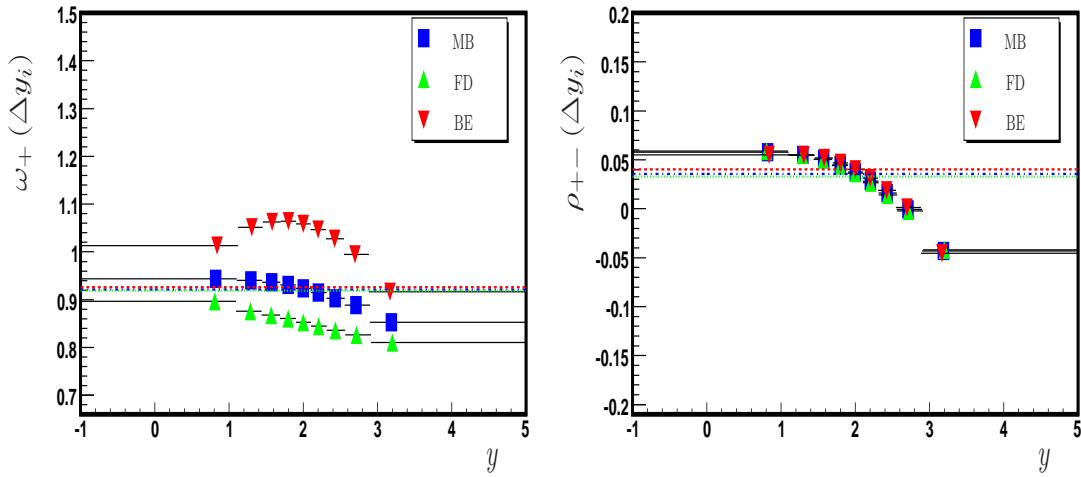 ω+ (Δyi)
1.5
1.4
1.3
1.2
1.1
1
0.9
0.8
0.7
MB
FD
BE
-1 0 1 2 3 4 5
y
ρ+− (Δyi)
0.2
0.15
0.1
0.05
0
-0.05
-0.1
-0.15
-0.2
MB
FD
BE
-1 0 1 2 3 4 5
y